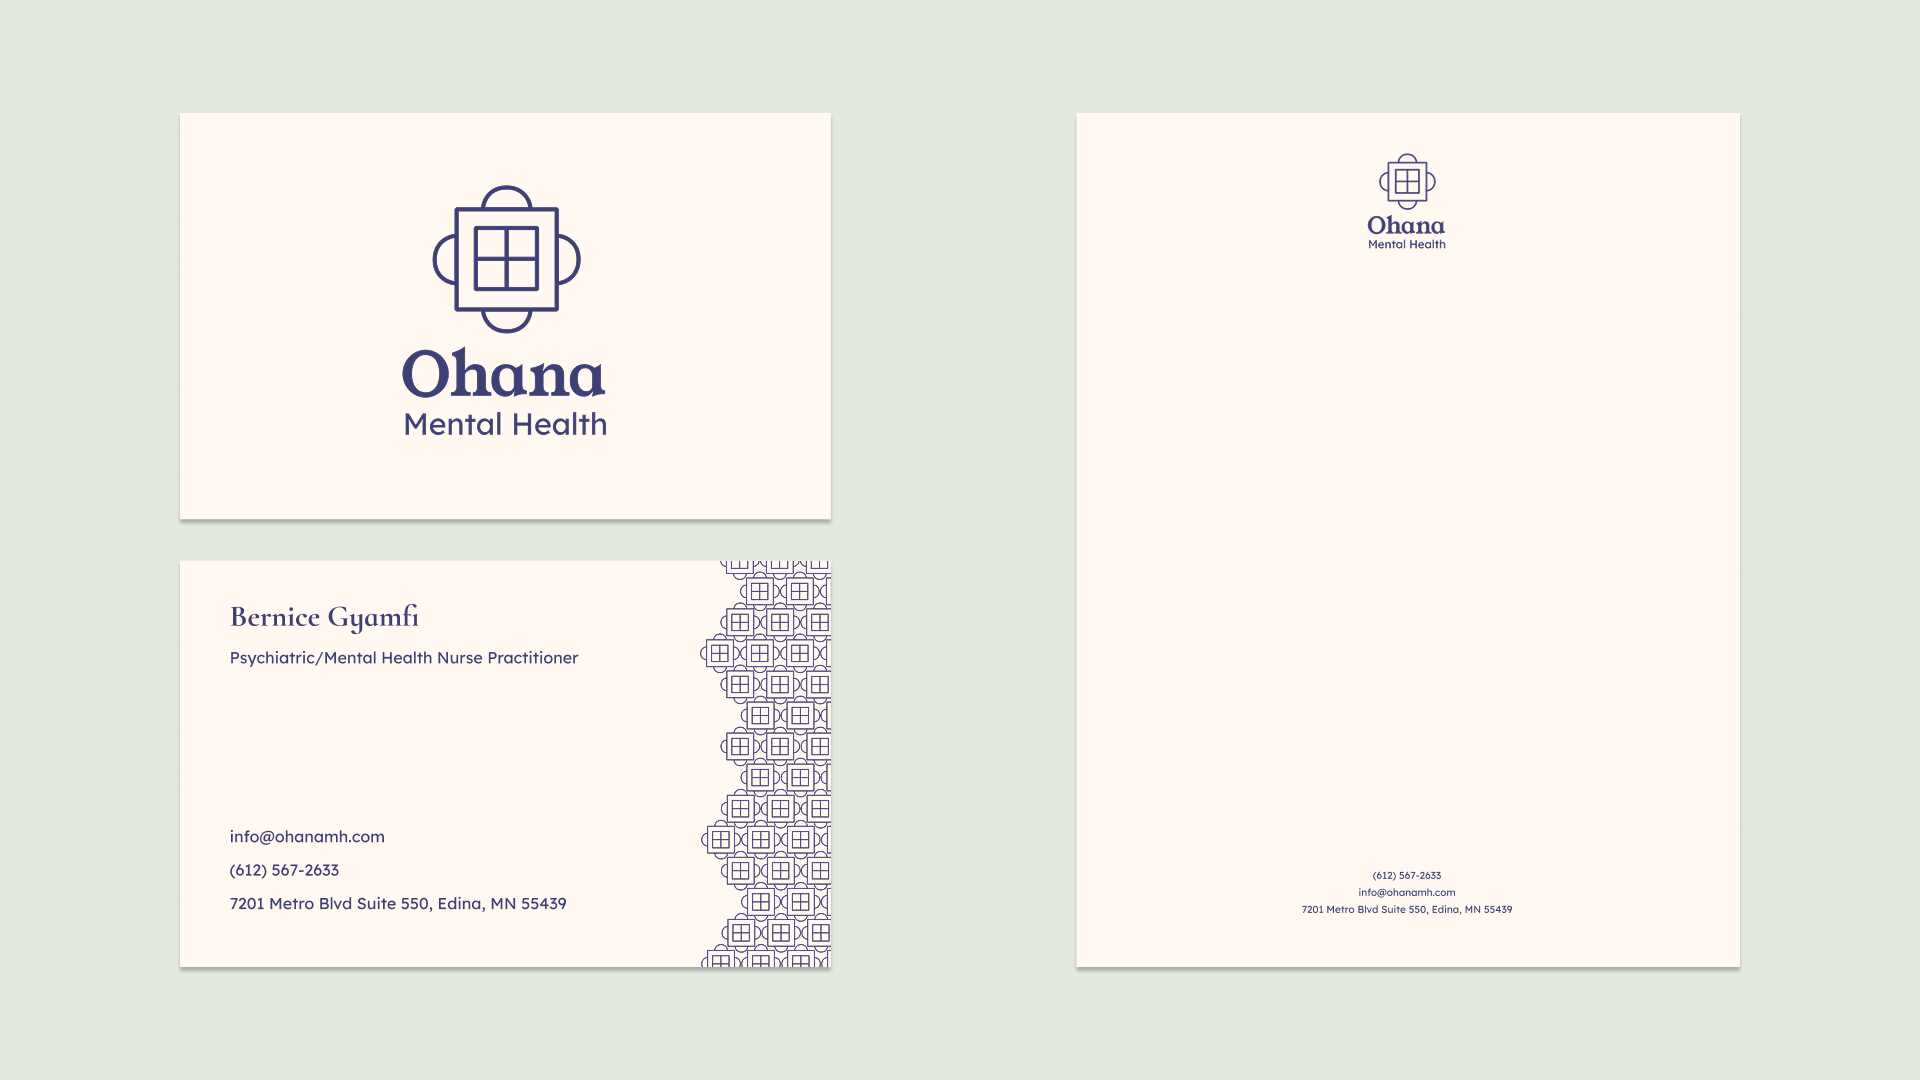 Ohana
Mental Health
Bernice Gyamfi
Psychiatric/Mental Health Nurse Practitioner
info@ohanamh.com
(612) 567-2633
7201 Metro Blvd Suite 550, Edina, MN 55439
Ohana
Mental Health
(612) 567-2633
info@ohanamh.com
7201 Metro Blvd Suite 550, Edina, MN 55439